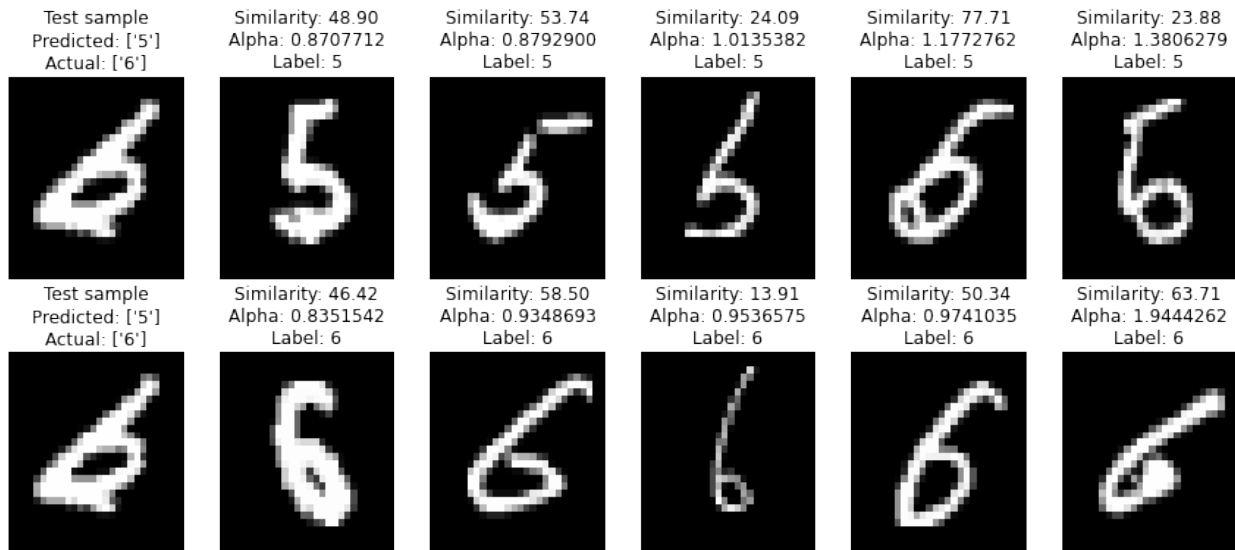 Test sample
Predicted: ['5']
Actual: ['6']
Similarity: 48.90
Alpha: 0.8707712
Label: 5
Similarity: 53.74
Alpha: 0.8792900
Label: 5
Similarity: 24.09
Alpha: 1.0135382
Label: 5
Similarity: 77.71
Alpha: 1.1772762
Label: 5
Similarity: 23.88
Alpha: 1.3806279
Label: 5
Test sample
Predicted: ['5']
Actual: ['6']
Similarity: 46.42
Alpha: 0.8351542
Label: 6
Similarity: 58.50
Alpha: 0.9348693
Label: 6
Similarity: 13.91
Alpha: 0.9536575
Label: 6
Similarity: 50.34
Alpha: 0.9741035
Label: 6
Similarity: 63.71
Alpha: 1.9444262
Label: 6